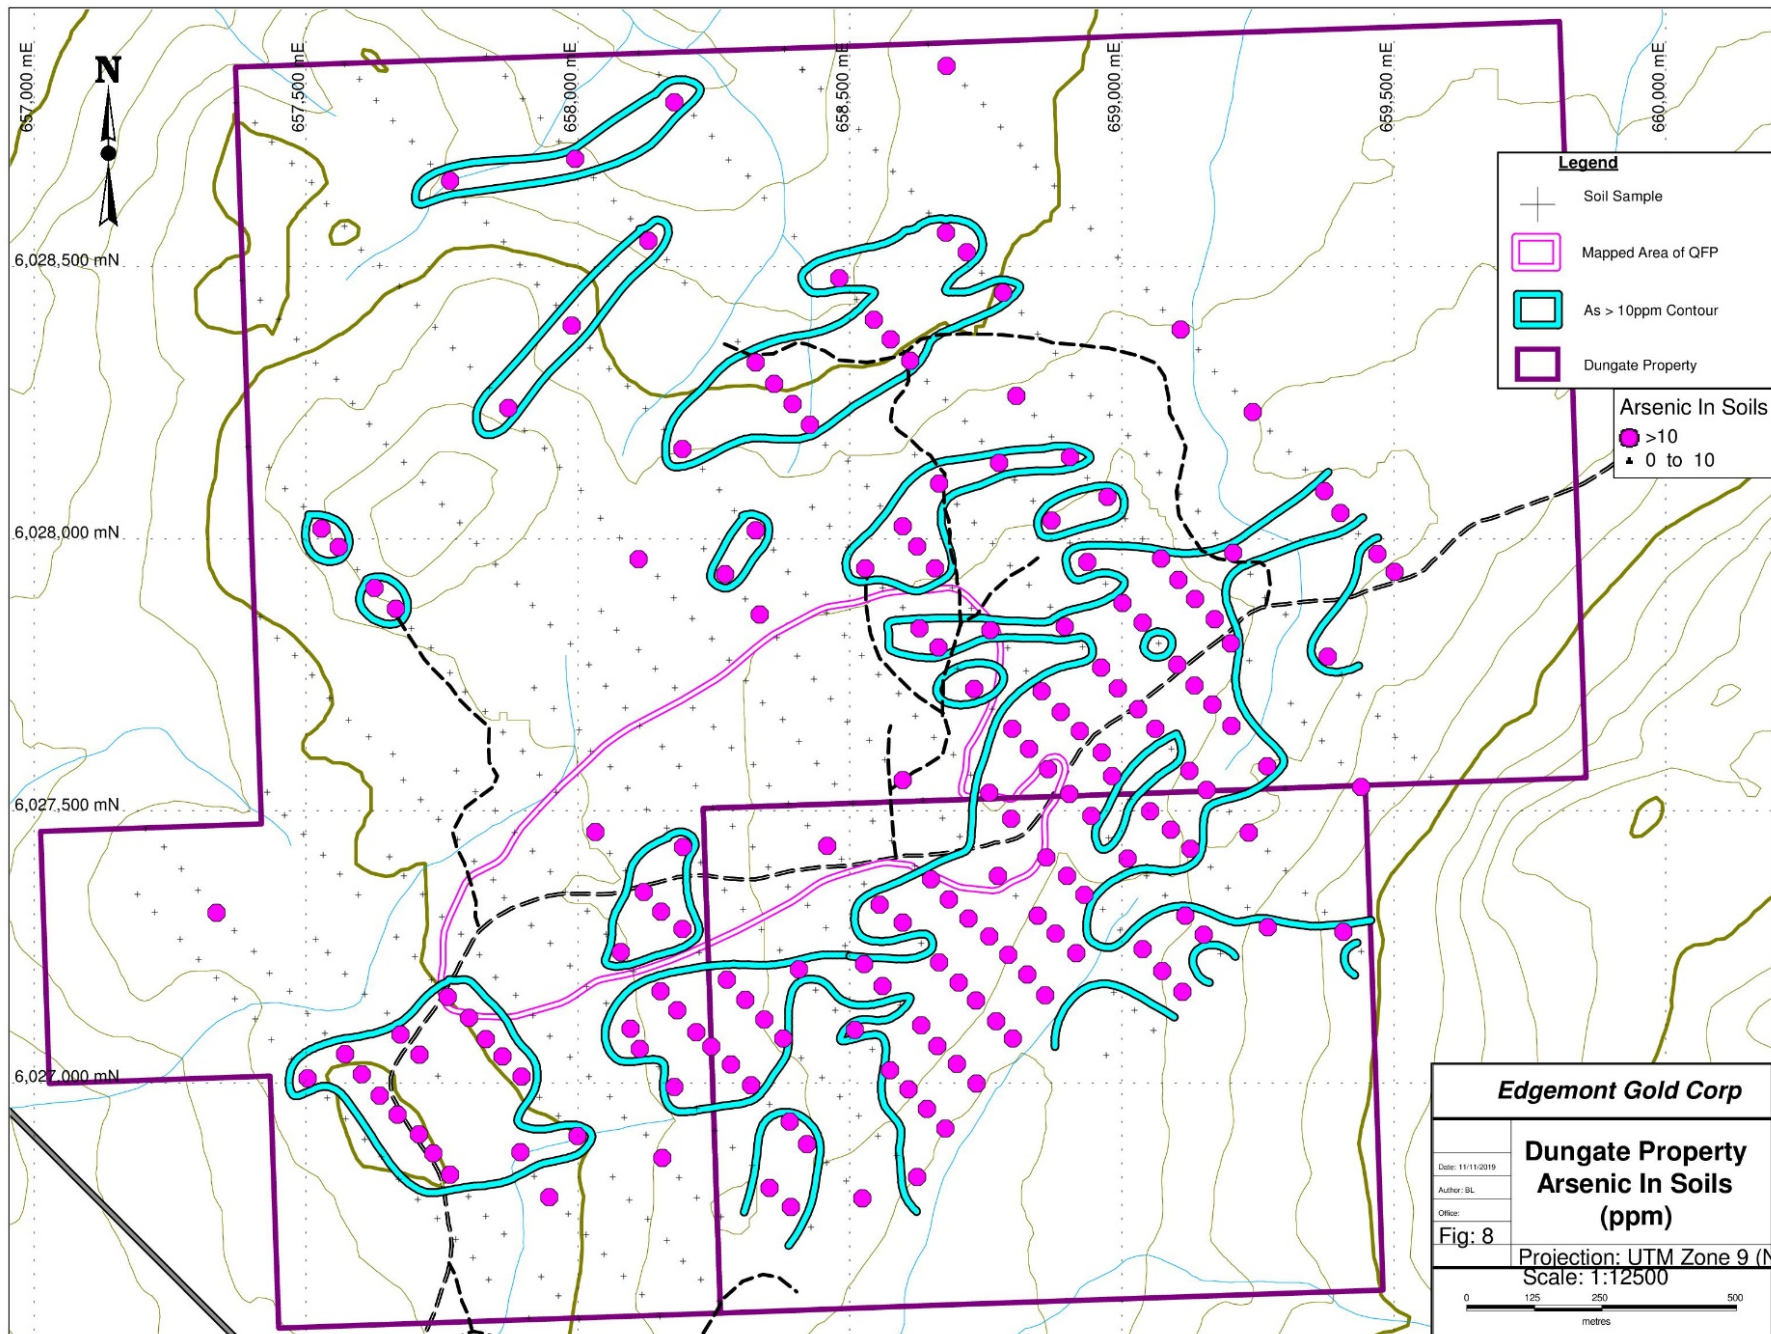 N
657,000 mE
657,500 mE
658,000 mE
658,500 mE
659,000 mE
659,500 mE
660,000 mE
6,028,500 mN
6,028,000 mN
6,027,500 mN
6,027,000 mN
Legend
Soil Sample
Mapped Area of QFP
As > 10ppm Contour
Dungate Property
Arsenic In Soils
>10
0 to 10
Edgemont Gold Corp
Date: 11/11/2019
Author: BL
Office:
Fig: 8
Dungate Property
Arsenic In Soils
(ppm)
Projection: UTM Zone 9 (N
Scale: 1:12500
0 125 250 500
metres